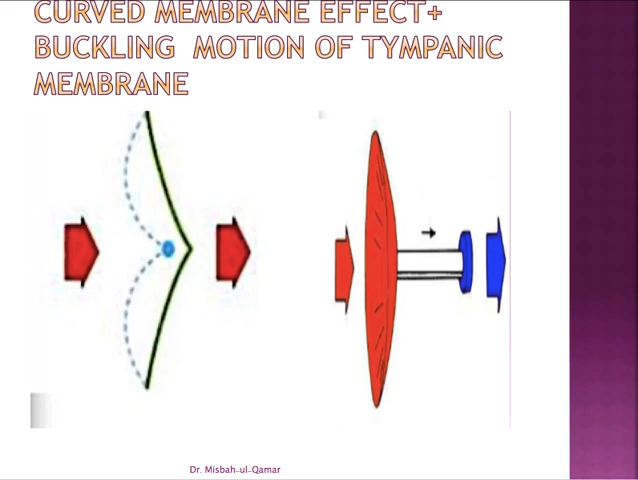 CURVED MEMBRANE EFFECT+
BUCKLING MOTION OF TYMPANIC
MEMBRANE
Dr. Misbah-ul-Qamar